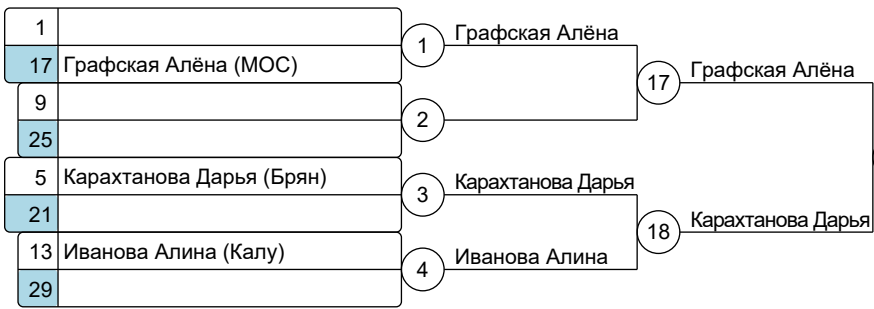 1
17 Графская Алёна (МОС)
9
25
5 Карахтанова Дарья (Брян)
21
13 Иванова Алина (Калу)
29
1 Графская Алёна
2
3 Карахтанова Дарья
4 Иванова Алина
17 Графская Алёна
18 Карахтанова Дарья